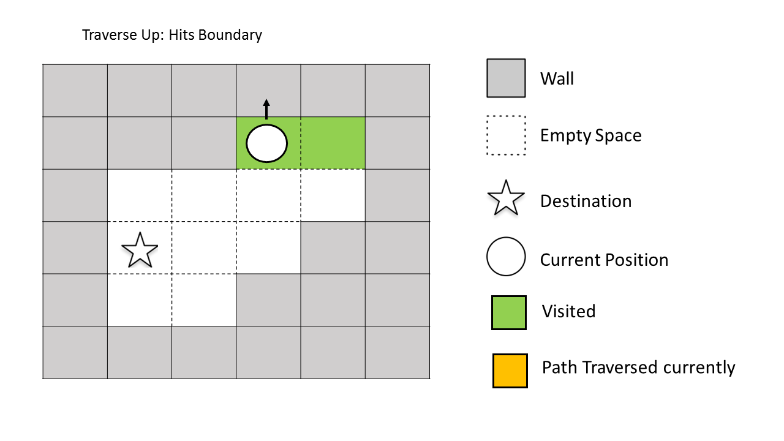 Traverse Up: Hits Boundary
Wall
Empty Space
Destination
Current Position
Visited
Path Traversed currently